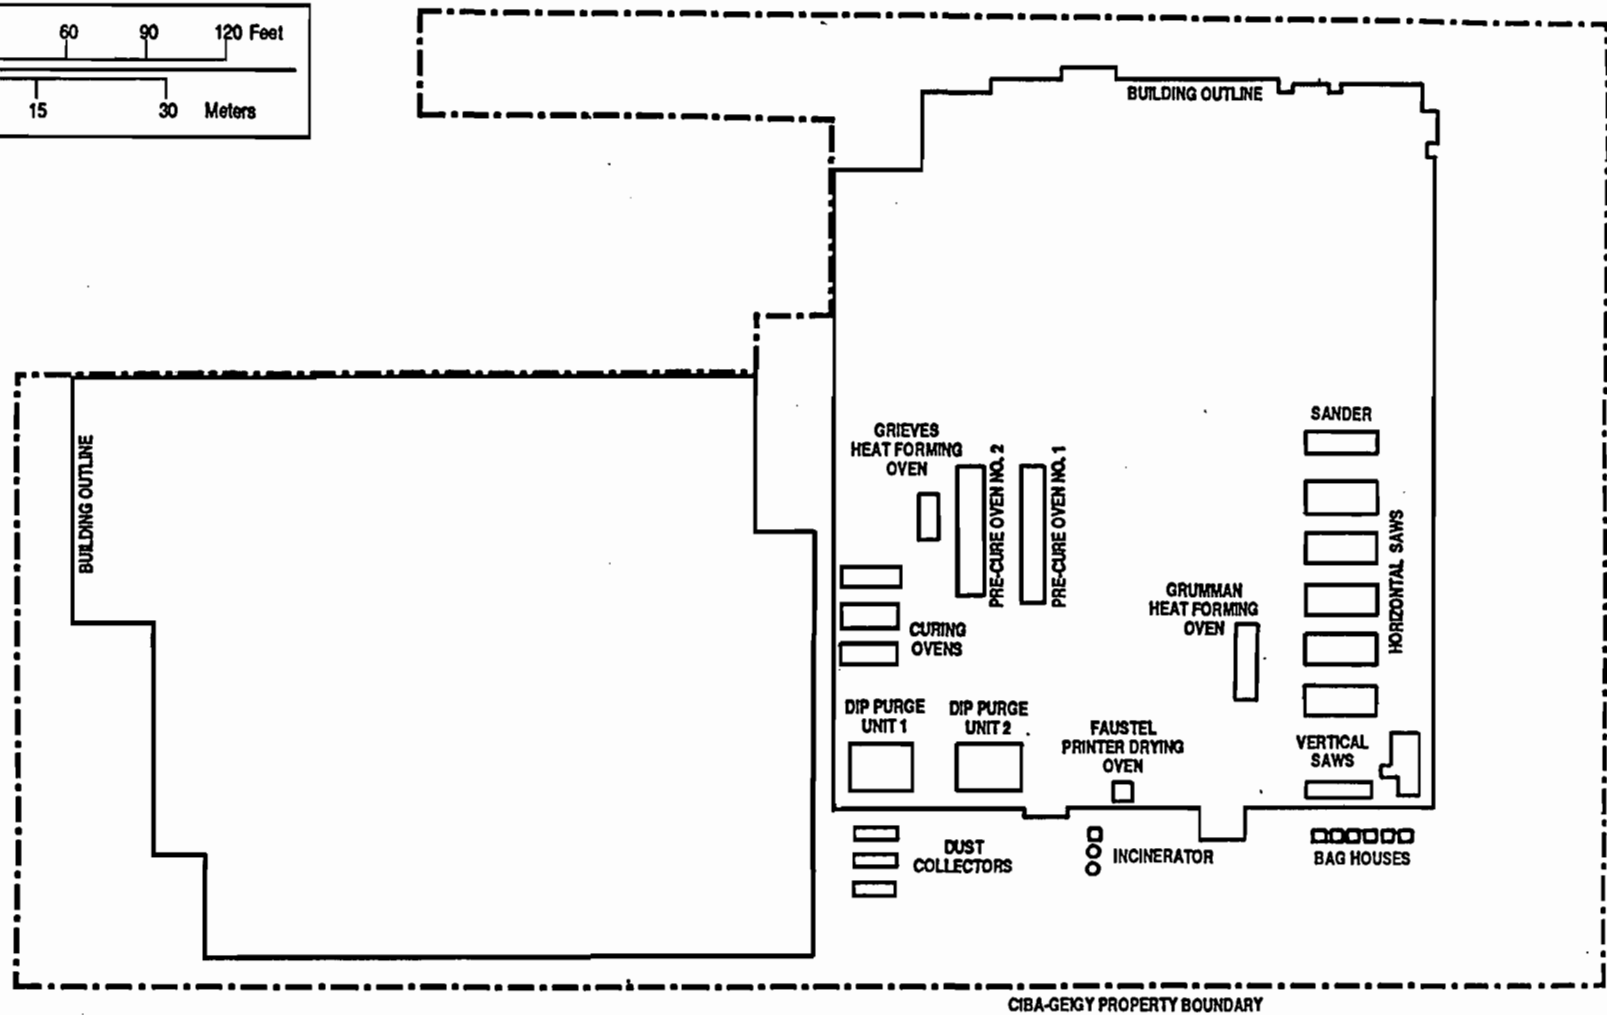 60 90 120 Feet
15 30 Meters
BUILDING OUTLINE
BUILDING OUTLINE
SANDER
GRIEVES
HEAT FORMING
OVEN
PRE-CURE OVEN NO. 2
PRE-CURE OVEN NO. 1
HORIZONTAL SAWS
GRUMMAN
HEAT FORMING
OVEN
CURING
OVENS
DIP PURGE
UNIT 1
DIP PURGE
UNIT 2
FAUSTEL
PRINTER DRYING
OVEN
VERTICAL
SAWS
DUST
COLLECTORS
INCINERATOR
BAG HOUSES
CIBA-GEIGY PROPERTY BOUNDARY